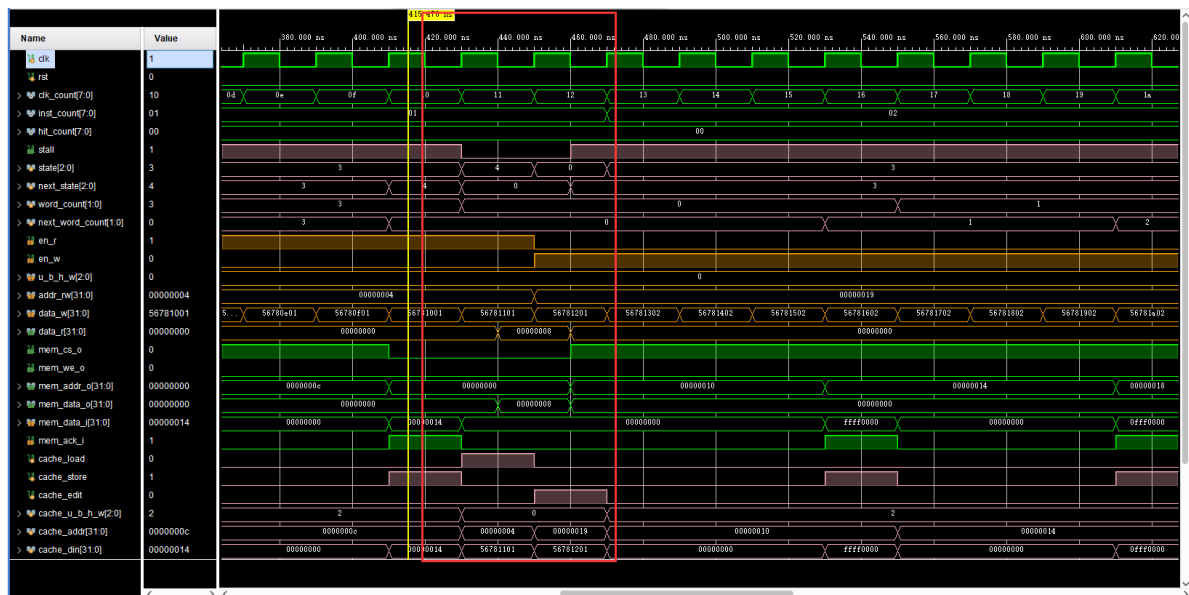 415.470 ns
Name Value
380.000 ns 400.000 ns 420.000 ns 440.000 ns 460.000 ns 480.000 ns 500.000 ns 520.000 ns 540.000 ns 560.000 ns 580.000 ns 600.000 ns 620.00
clk 1
rst 0
clk_count[7:0] 10 0d 0e 0f 10 11 12 13 14 15 16 17 18 19 1a
inst_count[7:0] 01 01 02
hit_count[7:0] 00 00
stall 1
state[2:0] 3 3 4 0 3
next_state[2:0] 4 3 4 0 3
word_count[1:0] 3 3 0 1
next_word_count[1:0] 0 3 0 1 2
en_r 1
en_w 0
u_b_h_w[2:0] 0 0
addr_rw[31:0] 00000004 00000004 00000019
data_w[31:0] 56781001 5... 56780e01 56780f01 56781001 56781101 56781201 56781302 56781402 56781502 56781602 56781702 56781802 56781902 56781a02
data_r[31:0] 00000000 00000000 00000008 00000000
mem_cs_o 0
mem_we_o 0
mem_addr_o[31:0] 00000000 0000000c 00000000 00000010 00000014 00000018
mem_data_o[31:0] 00000000 00000000 00000008 00000000
mem_data_i[31:0] 00000014 00000000 00000014 00000000 ffff0000 00000000 0fff0000
mem_ack_i 1
cache_load 0
cache_store 1
cache_edit 0
cache_u_b_h_w[2:0] 2 2 0 2
cache_addr[31:0] 0000000c 0000000c 00000004 00000019 00000010 00000014
cache_din[31:0] 00000014 00000000 00000014 56781101 56781201 00000000 ffff0000 00000000 0fff0000